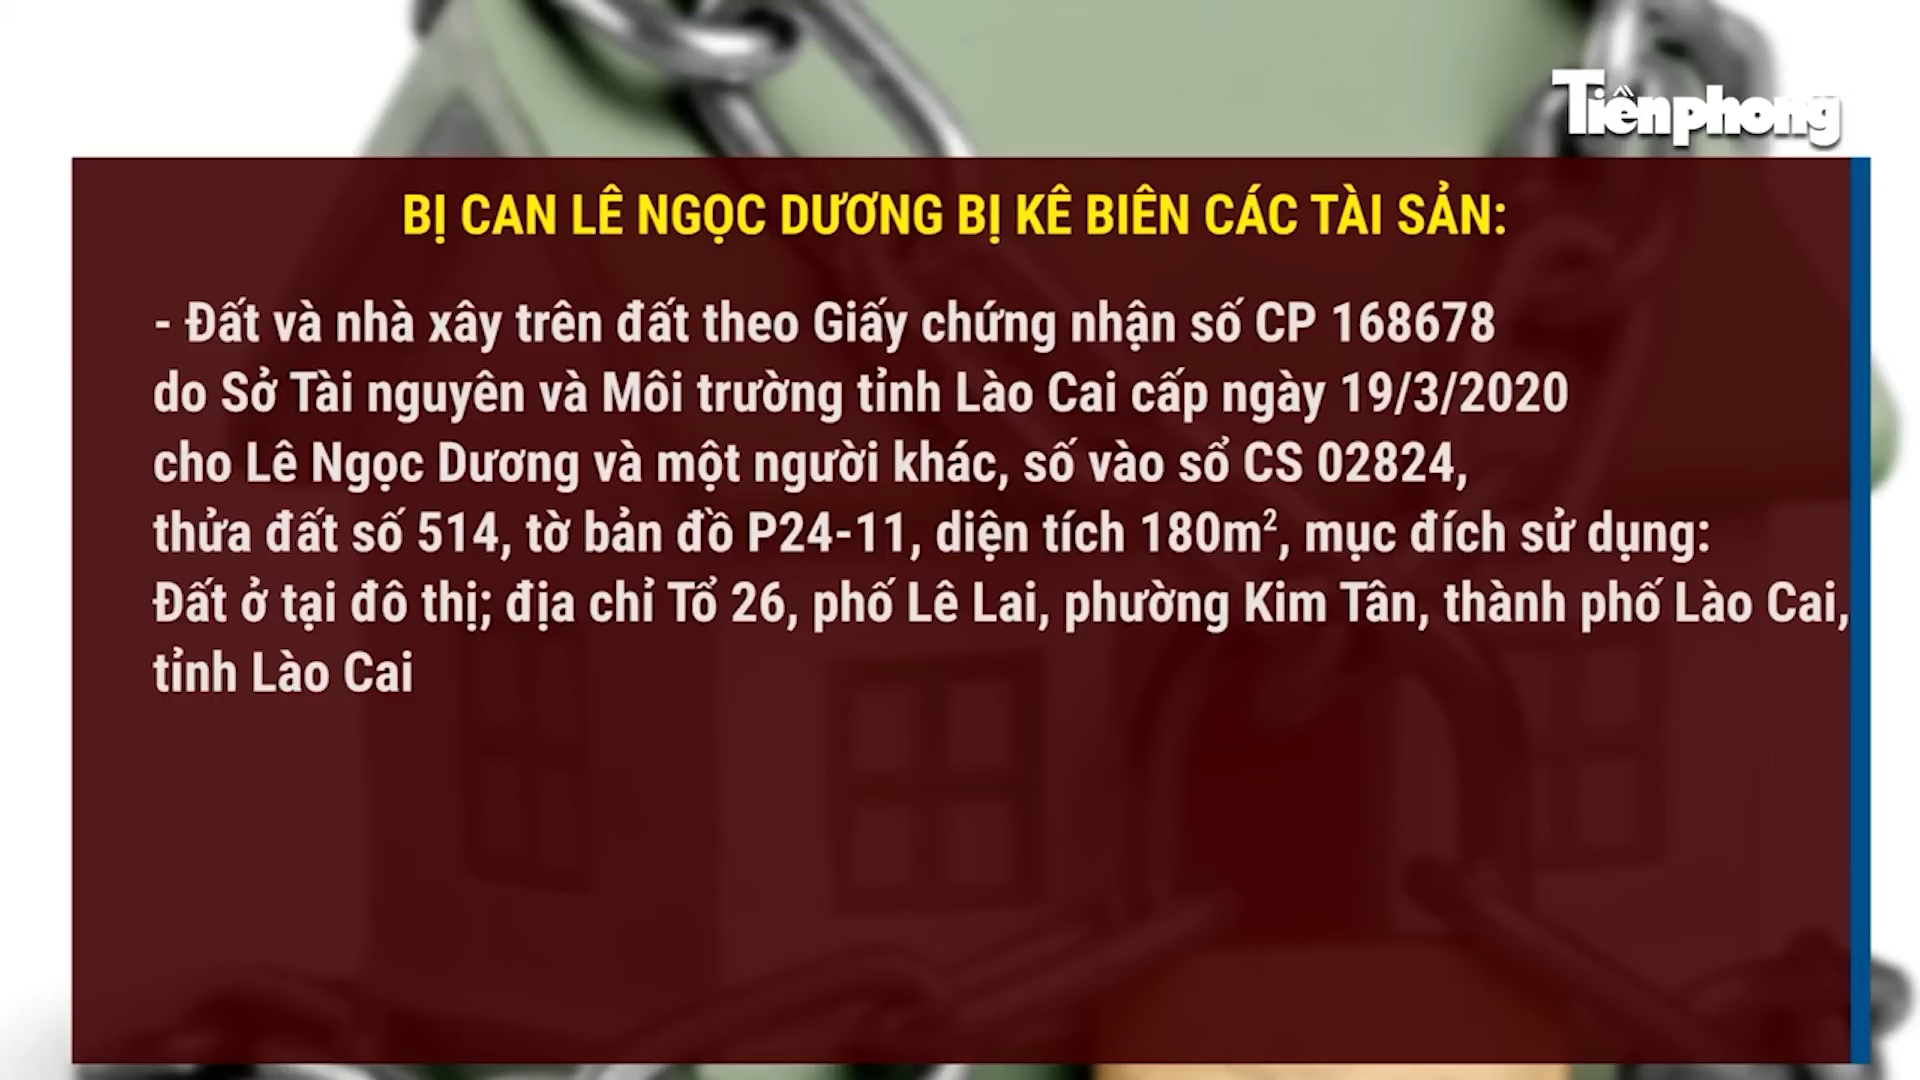 Tiềnphong
BỊ CAN LÊ NGỌC DƯƠNG BỊ KÊ BIÊN CÁC TÀI SẢN:
- Đất và nhà xây trên đất theo Giấy chứng nhận số CP 168678
do Sở Tài nguyên và Môi trường tỉnh Lào Cai cấp ngày 19/3/2020
cho Lê Ngọc Dương và một người khác, số vào sổ CS 02824,
thửa đất số 514, tờ bản đồ P24-11, diện tích 180m², mục đích sử dụng:
Đất ở tại đô thị; địa chỉ Tổ 26, phố Lê Lai, phường Kim Tân, thành phố Lào Cai,
tỉnh Lào Cai